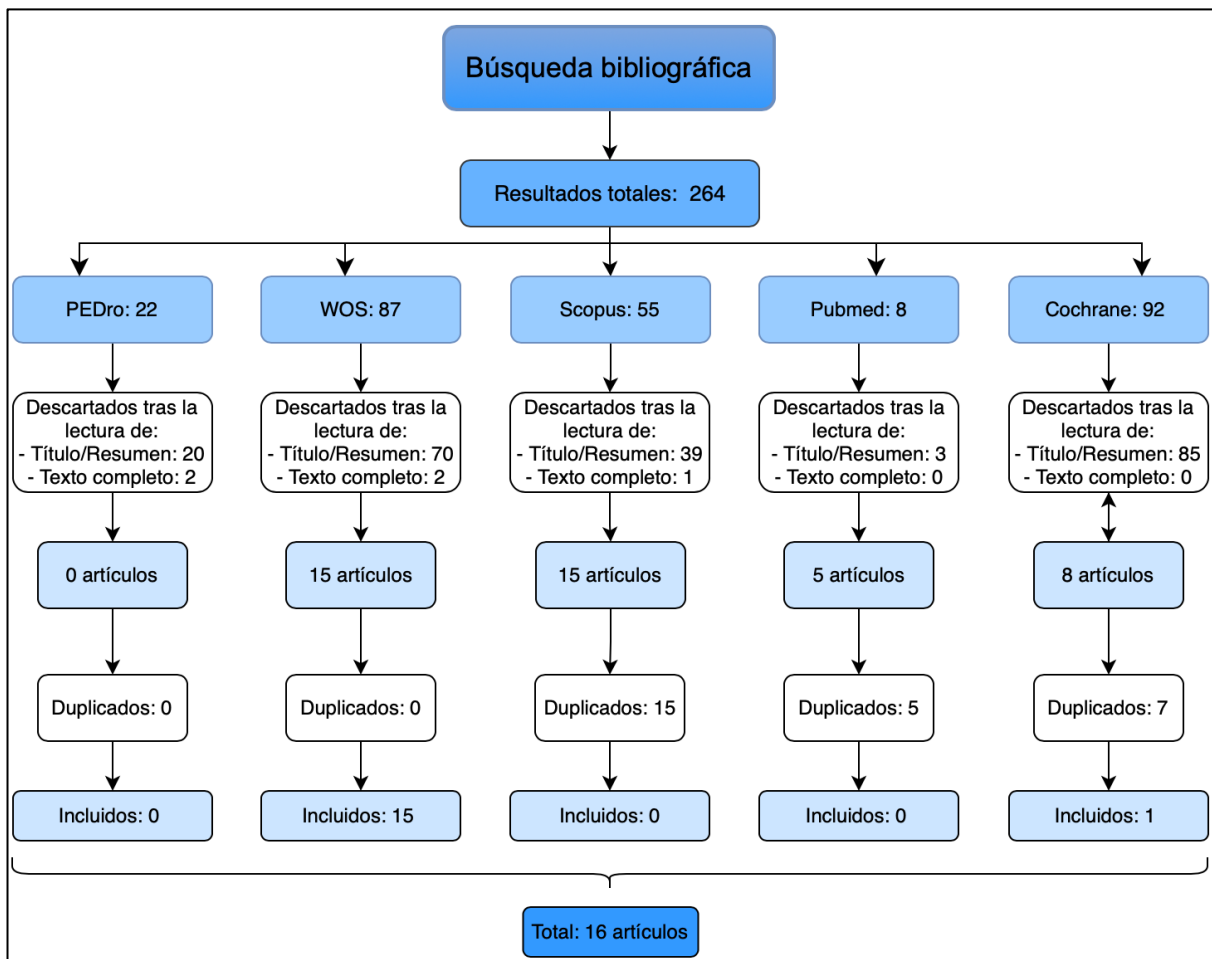 Búsqueda bibliográfica
Resultados totales:  264
PEDro: 22
WOS: 87
Scopus: 55
Pubmed: 8
Cochrane: 92
Descartados tras la
lectura de:
- Título/Resumen: 20
- Texto completo: 2
Descartados tras la
lectura de:
- Título/Resumen: 70
- Texto completo: 2
Descartados tras la
lectura de:
- Título/Resumen: 39
- Texto completo: 1
Descartados tras la
lectura de:
- Título/Resumen: 3
- Texto completo: 0
Descartados tras la
lectura de:
- Título/Resumen: 85
- Texto completo: 0
0 artículos
15 artículos
15 artículos
5 artículos
8 artículos
Duplicados: 0
Duplicados: 0
Duplicados: 15
Duplicados: 5
Duplicados: 7
Incluidos: 0
Incluidos: 15
Incluidos: 0
Incluidos: 0
Incluidos: 1
Total: 16 artículos